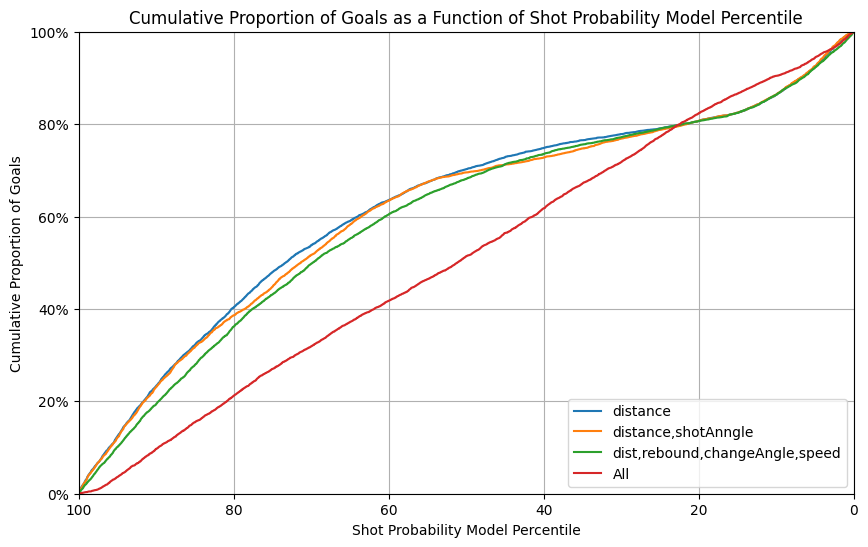 Cumulative Proportion of Goals as a Function of Shot Probability Model Percentile
Cumulative Proportion of Goals
100%
80%
60%
40%
20%
0%
100
80
60
40
20
0
Shot Probability Model Percentile
distance
distance,shotAnngle
dist,rebound,changeAngle,speed
All